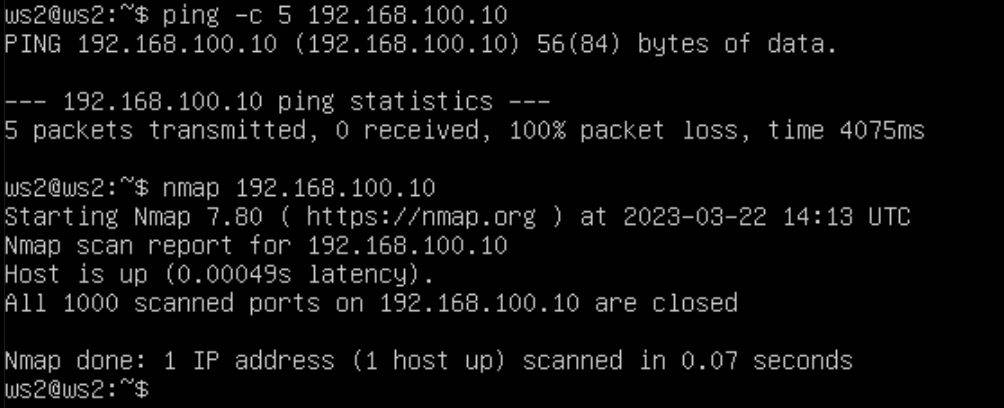 ws2@ws2:~$ ping -c 5 192.168.100.10
PING 192.168.100.10 (192.168.100.10) 56(84) bytes of data.
--- 192.168.100.10 ping statistics ---
5 packets transmitted, 0 received, 100% packet loss, time 4075ms
ws2@ws2:~$ nmap 192.168.100.10
Starting Nmap 7.80 ( https://nmap.org ) at 2023-03-22 14:13 UTC
Nmap scan report for 192.168.100.10
Host is up (0.00049s latency).
All 1000 scanned ports on 192.168.100.10 are closed
Nmap done: 1 IP address (1 host up) scanned in 0.07 seconds
ws2@ws2:~$